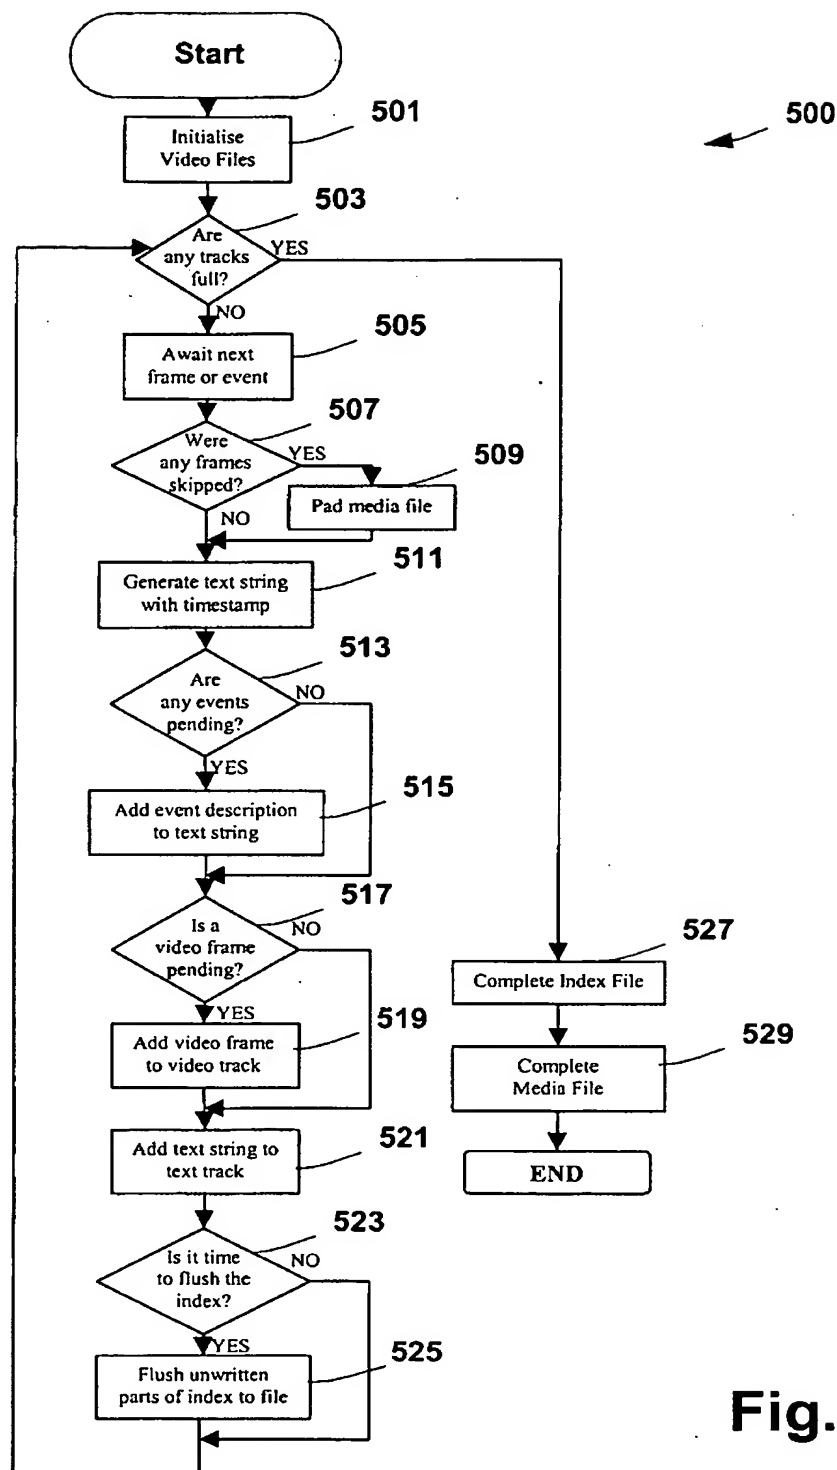 Start
501
500
Initialise
Video Files
503
Are
any tracks
full?
YES
NO
505
Await next
frame or event
507
Were
any frames
skipped?
YES
509
Pad media file
NO
511
Generate text string
with timestamp
513
Are
any events
pending?
NO
YES
515
Add event description
to text string
517
Is a
video frame
pending?
NO
527
Complete Index File
YES
519
Add video frame
to video track
529
Complete
Media File
521
Add text string to
text track
END
523
Is it time
to flush the
index?
NO
YES
525
Flush unwritten
parts of index to file
Fig.